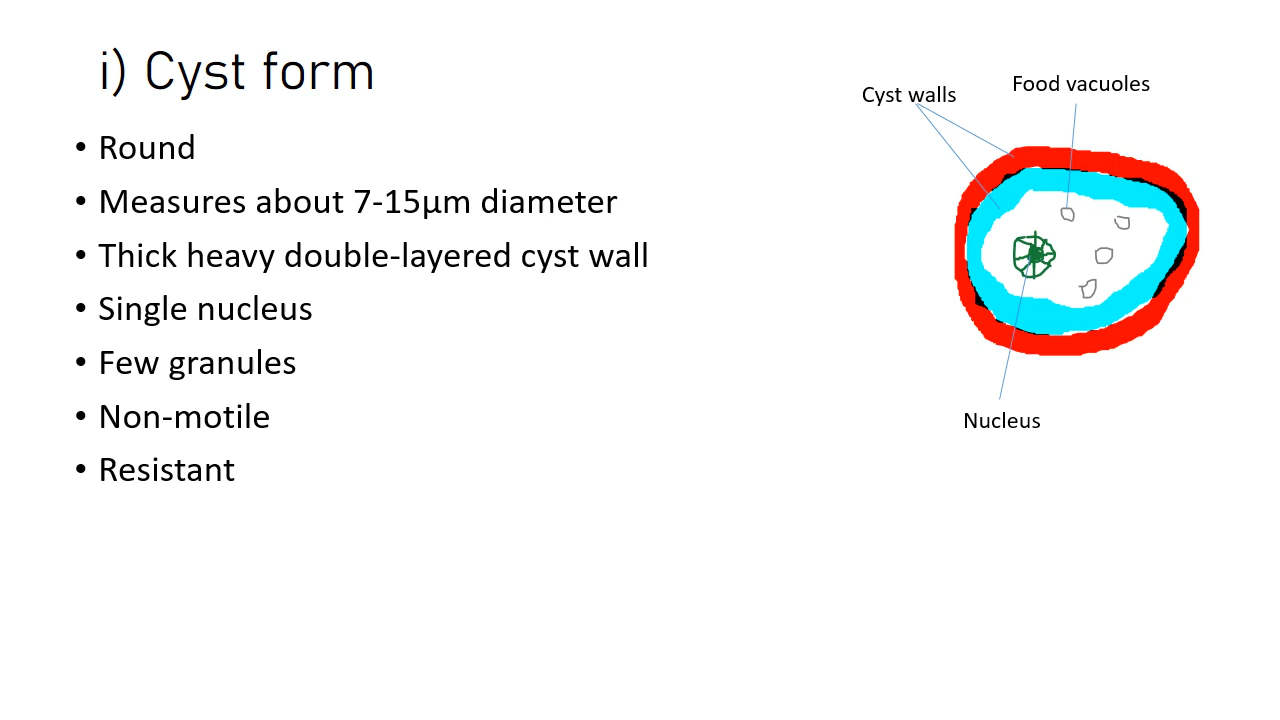 i) Cyst form
• Round
• Measures about 7-15μm diameter
• Thick heavy double-layered cyst wall
• Single nucleus
• Few granules
• Non-motile
• Resistant
Cyst walls
Food vacuoles
Nucleus